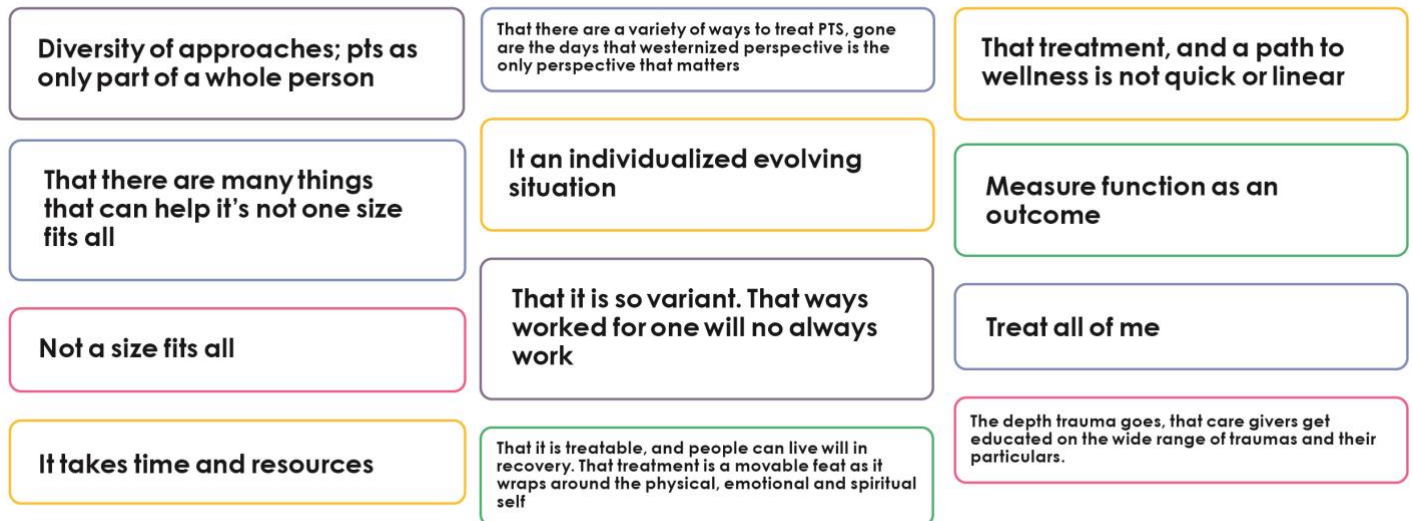 Diversity of approaches; pts as
only part of a whole person
That there are many things
that can help it's not one size
fits all
Not a size fits all
It takes time and resources
That there are a variety of ways to treat PTS, gone
are the days that westernized perspective is the
only perspective that matters
It an individualized evolving
situation
That it is so variant. That ways
worked for one will no always
work
That it is treatable, and people can live will in
recovery. That treatment is a movable feat as it
wraps around the physical, emotional and spiritual
self
That treatment, and a path to
wellness is not quick or linear
Measure function as an
outcome
Treat all of me
The depth trauma goes, that care givers get
educated on the wide range of traumas and their
particulars.